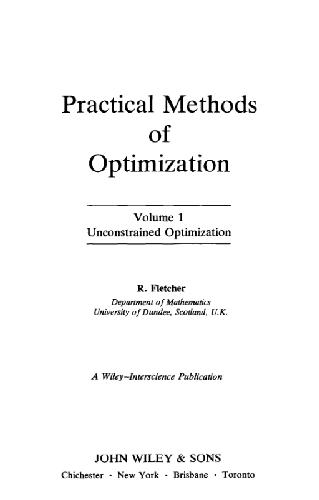 Practical Methods
of
Optimization
Volume 1
Unconstrained Optimization
R. Fletcher
Department of Mathematics
University of Dundee, Scotland, U.K.
A Wiley–Interscience Publication
JOHN WILEY & SONS
Chichester · New York · Brisbane · Toronto